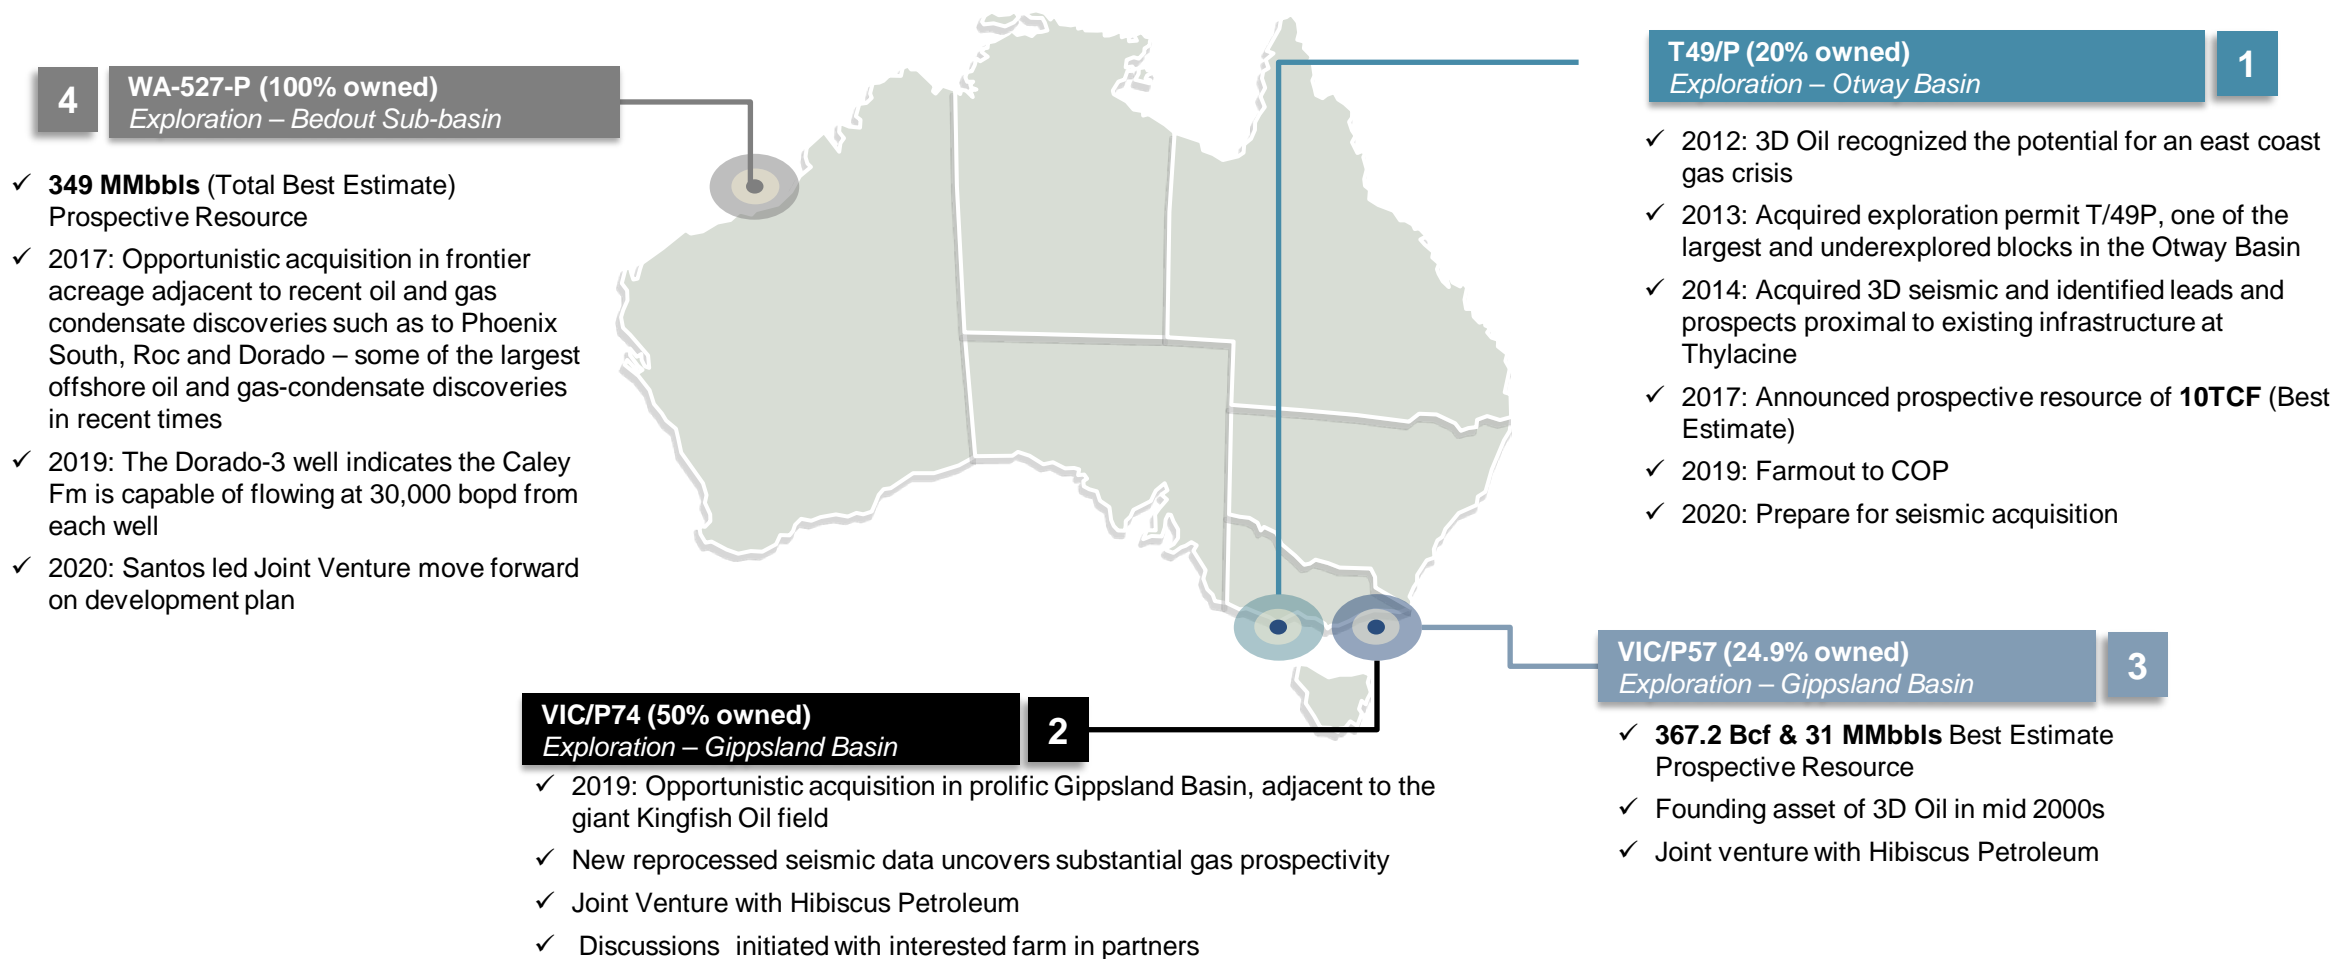 4
WA-527-P (100% owned)
Exploration – Bedout Sub-basin
✓ 349 MMbbls (Total Best Estimate)
Prospective Resource
✓ 2017: Opportunistic acquisition in frontier
acreage adjacent to recent oil and gas
condensate discoveries such as to Phoenix
South, Roc and Dorado – some of the largest
offshore oil and gas-condensate discoveries
in recent times
✓ 2019: The Dorado-3 well indicates the Caley
Fm is capable of flowing at 30,000 bopd from
each well
✓ 2020: Santos led Joint Venture move forward
on development plan
T49/P (20% owned)
Exploration – Otway Basin
1
✓ 2012: 3D Oil recognized the potential for an east coast
gas crisis
✓ 2013: Acquired exploration permit T/49P, one of the
largest and underexplored blocks in the Otway Basin
✓ 2014: Acquired 3D seismic and identified leads and
prospects proximal to existing infrastructure at
Thylacine
✓ 2017: Announced prospective resource of 10TCF (Best
Estimate)
✓ 2019: Farmout to COP
✓ 2020: Prepare for seismic acquisition
VIC/P74 (50% owned)
Exploration – Gippsland Basin
2
✓ 2019: Opportunistic acquisition in prolific Gippsland Basin, adjacent to the
giant Kingfish Oil field
✓ New reprocessed seismic data uncovers substantial gas prospectivity
✓ Joint Venture with Hibiscus Petroleum
✓ Discussions initiated with interested farm in partners
VIC/P57 (24.9% owned)
Exploration – Gippsland Basin
3
✓ 367.2 Bcf & 31 MMbbls Best Estimate
Prospective Resource
✓ Founding asset of 3D Oil in mid 2000s
✓ Joint venture with Hibiscus Petroleum